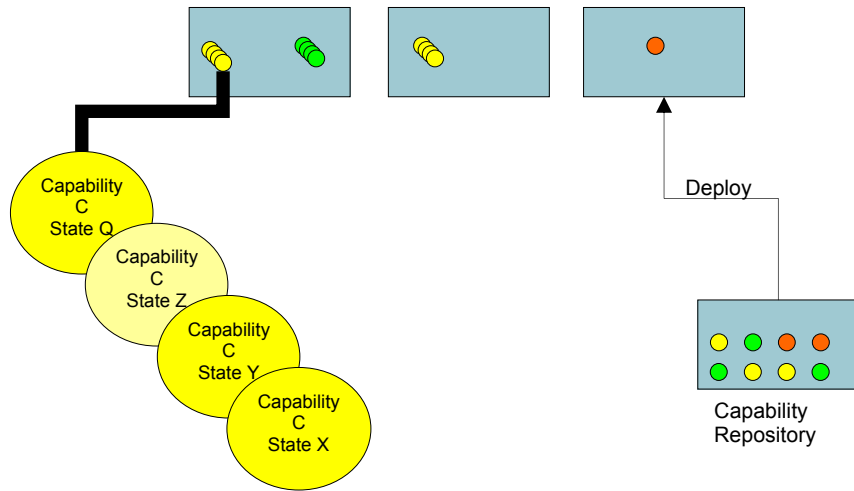 Deploy
Capability
C
State Q
Capability
C
State Z
Capability
C
State Y
Capability
C
State X
Capability
Repository